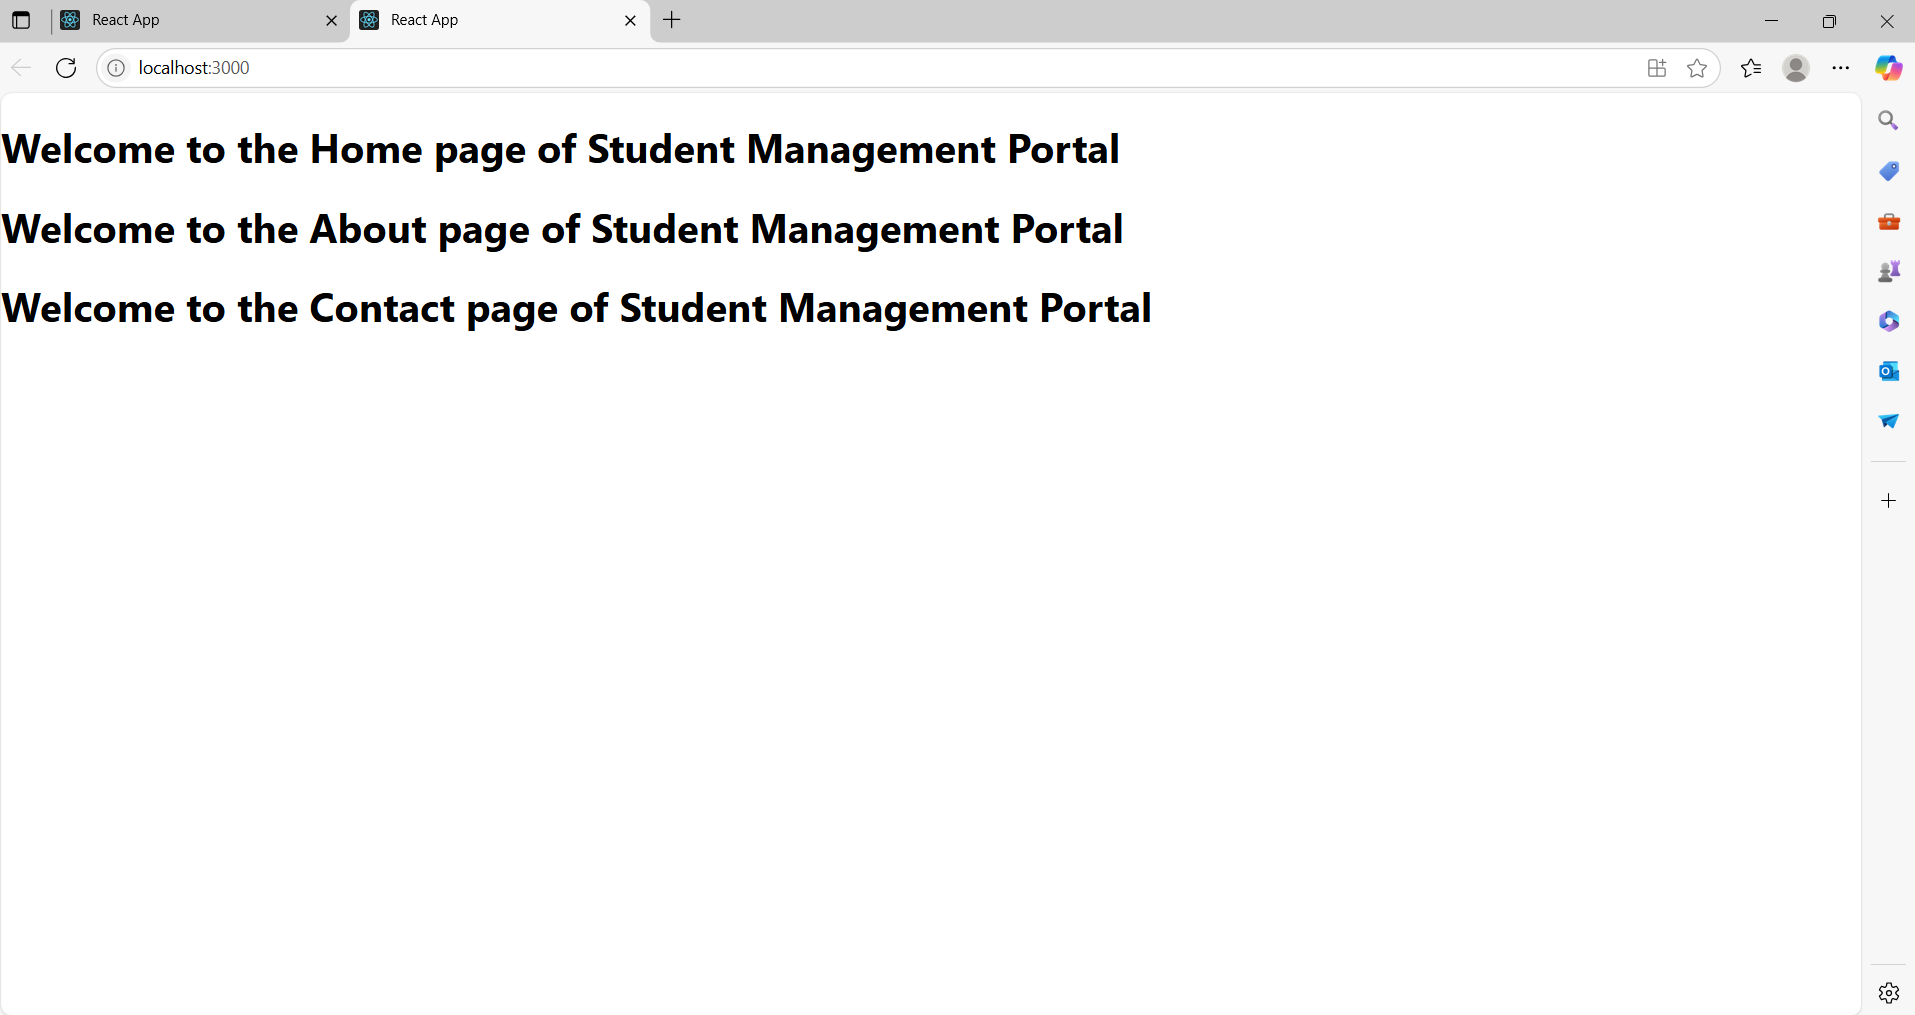 React App
React App
localhost:3000
Welcome to the Home page of Student Management Portal
Welcome to the About page of Student Management Portal
Welcome to the Contact page of Student Management Portal